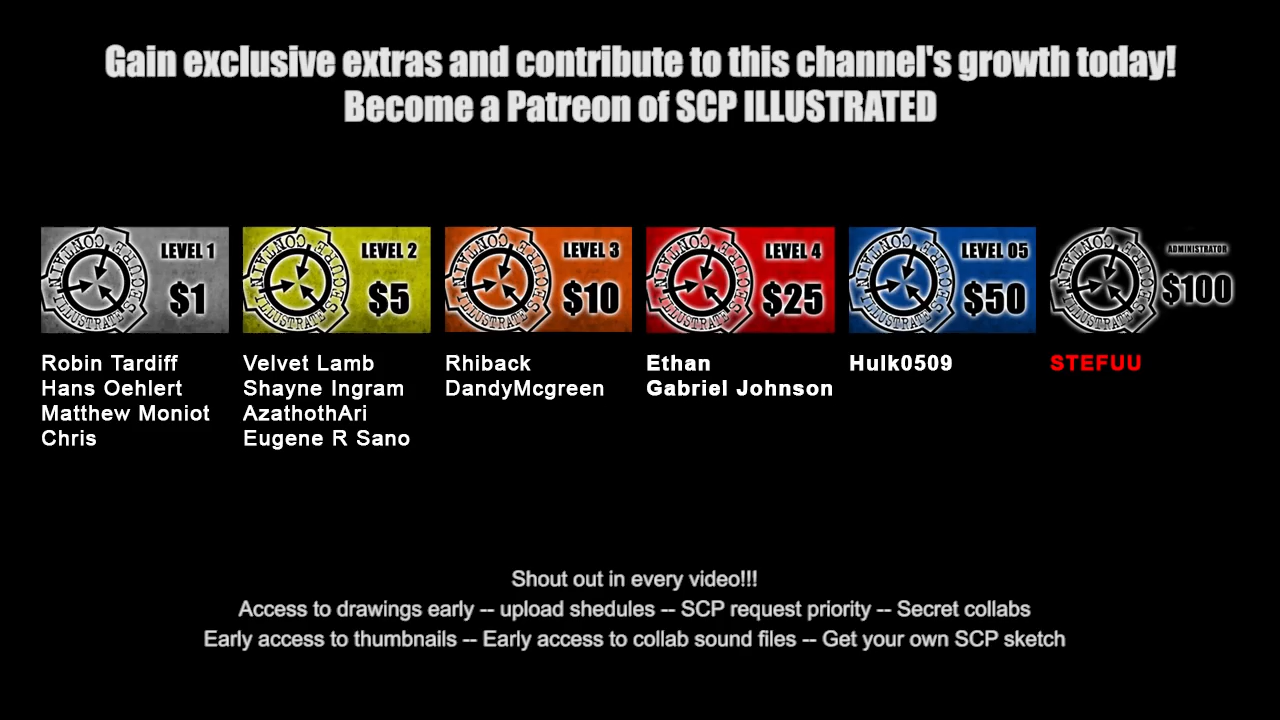 Gain exclusive extras and contribute to this channel's growth today!
Become a Patreon of SCP ILLUSTRATED
LEVEL 1
$1
LEVEL 2
$5
LEVEL 3
$10
LEVEL 4
$25
LEVEL 05
$50
ADMINISTRATOR
$100
Robin Tardiff
Hans Oehlert
Matthew Moniot
Chris
Velvet Lamb
Shayne Ingram
AzathothAri
Eugene R Sano
Rhiback
DandyMcgreen
Ethan
Gabriel Johnson
Hulk0509
STEFUU
Shout out in every video!!!
Access to drawings early -- upload shedules -- SCP request priority -- Secret collabs
Early access to thumbnails -- Early access to collab sound files -- Get your own SCP sketch